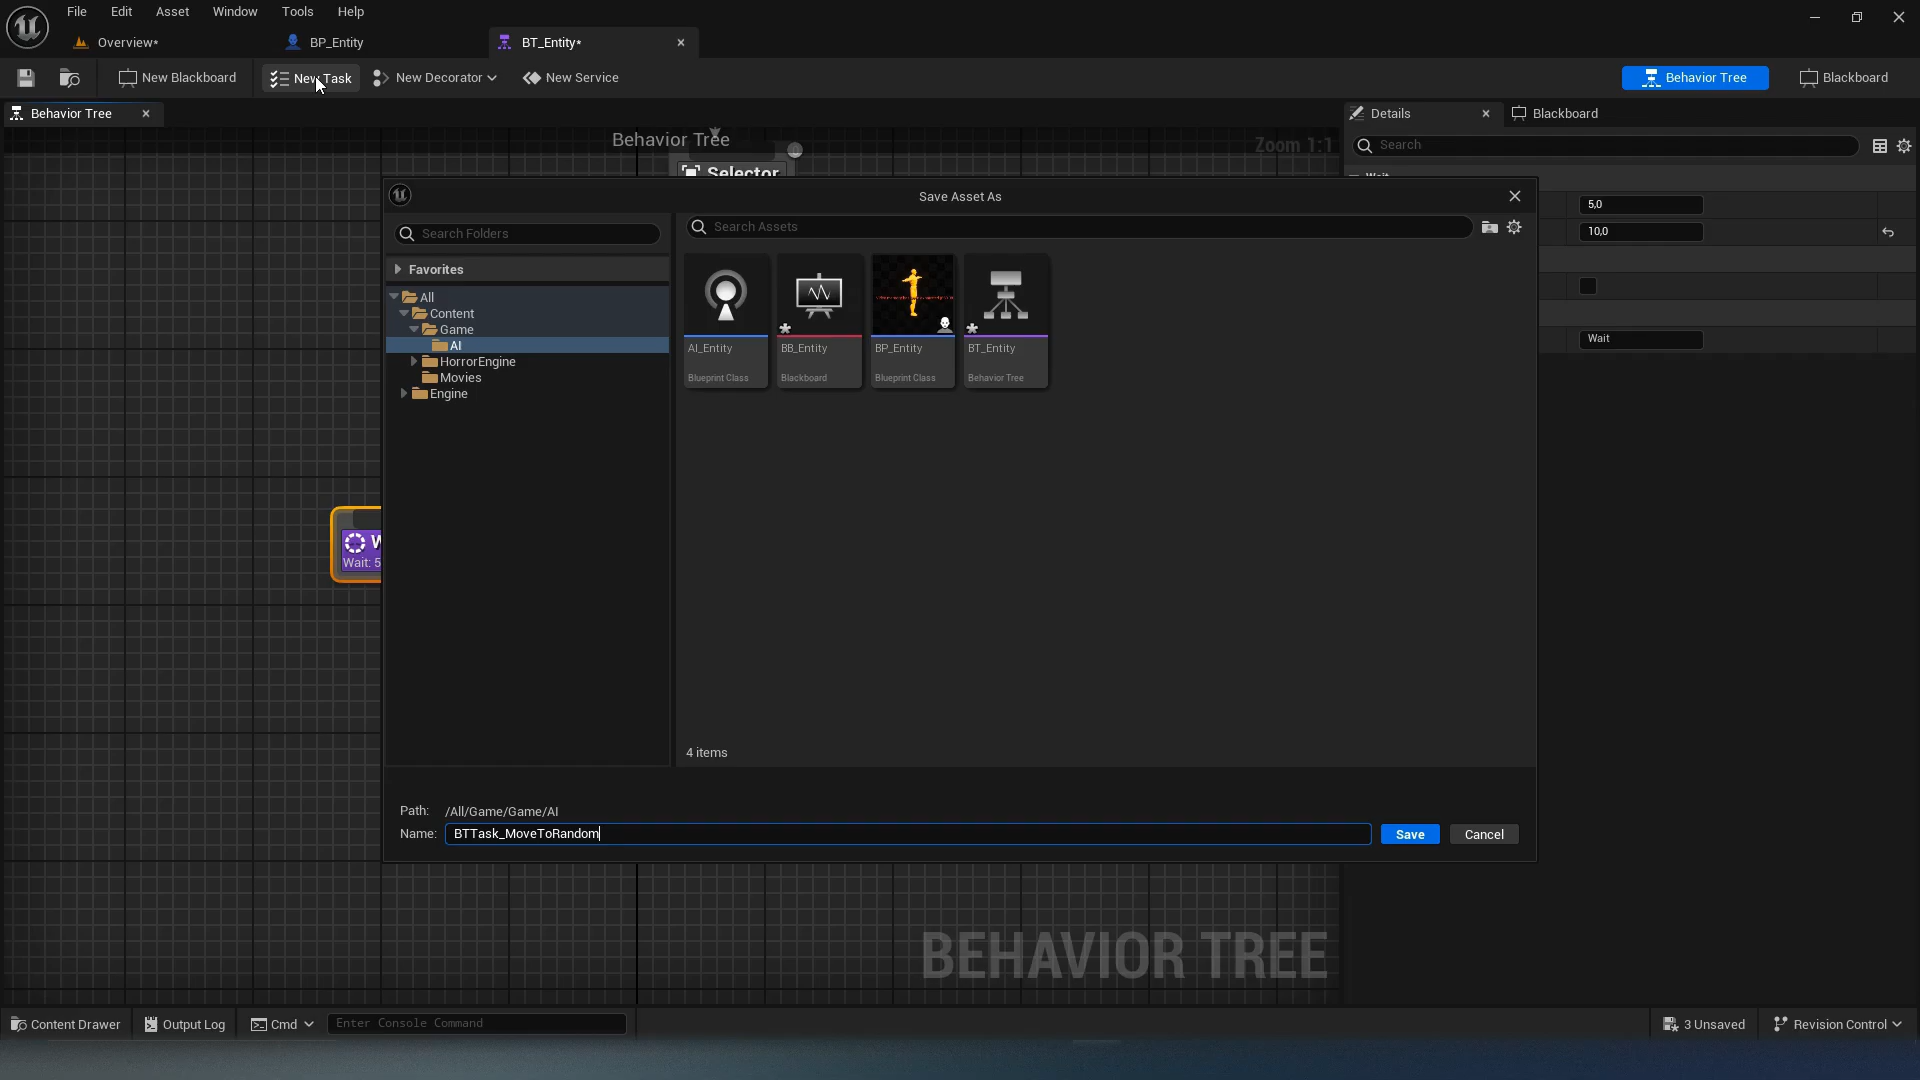 File Edit Asset Window Tools Help
Overview* BP_Entity BT_Entity*
New Blackboard New Task New Decorator New Service Behavior Tree Blackboard
Behavior Tree Details Blackboard
Behavior Tree Zoom 1:1 Search
Selector Wait
Save Asset As
5,0
Search Folders Search Assets 10,0
Favorites
All
Content
Game
AI Wait
HorrorEngine
Movies
Engine
AI_Entity BB_Entity BP_Entity BT_Entity
Blueprint Class Blackboard Blueprint Class Behavior Tree
W
Wait: 5
4 items
Path: /All/Game/Game/AI
Name: BTTask_MoveToRandom Save Cancel
BEHAVIOR TREE
Content Drawer Output Log Cmd Enter Console Command 3 Unsaved Revision Control